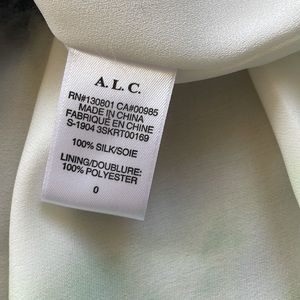 A. L. C.
RN#130801 CA#00985
MADE IN CHINA
FABRIQUE EN CHINE
S-1904 3SKRT00169
100% SILK/SOIE
LINING/DOUBLURE:
100% POLYESTER
0